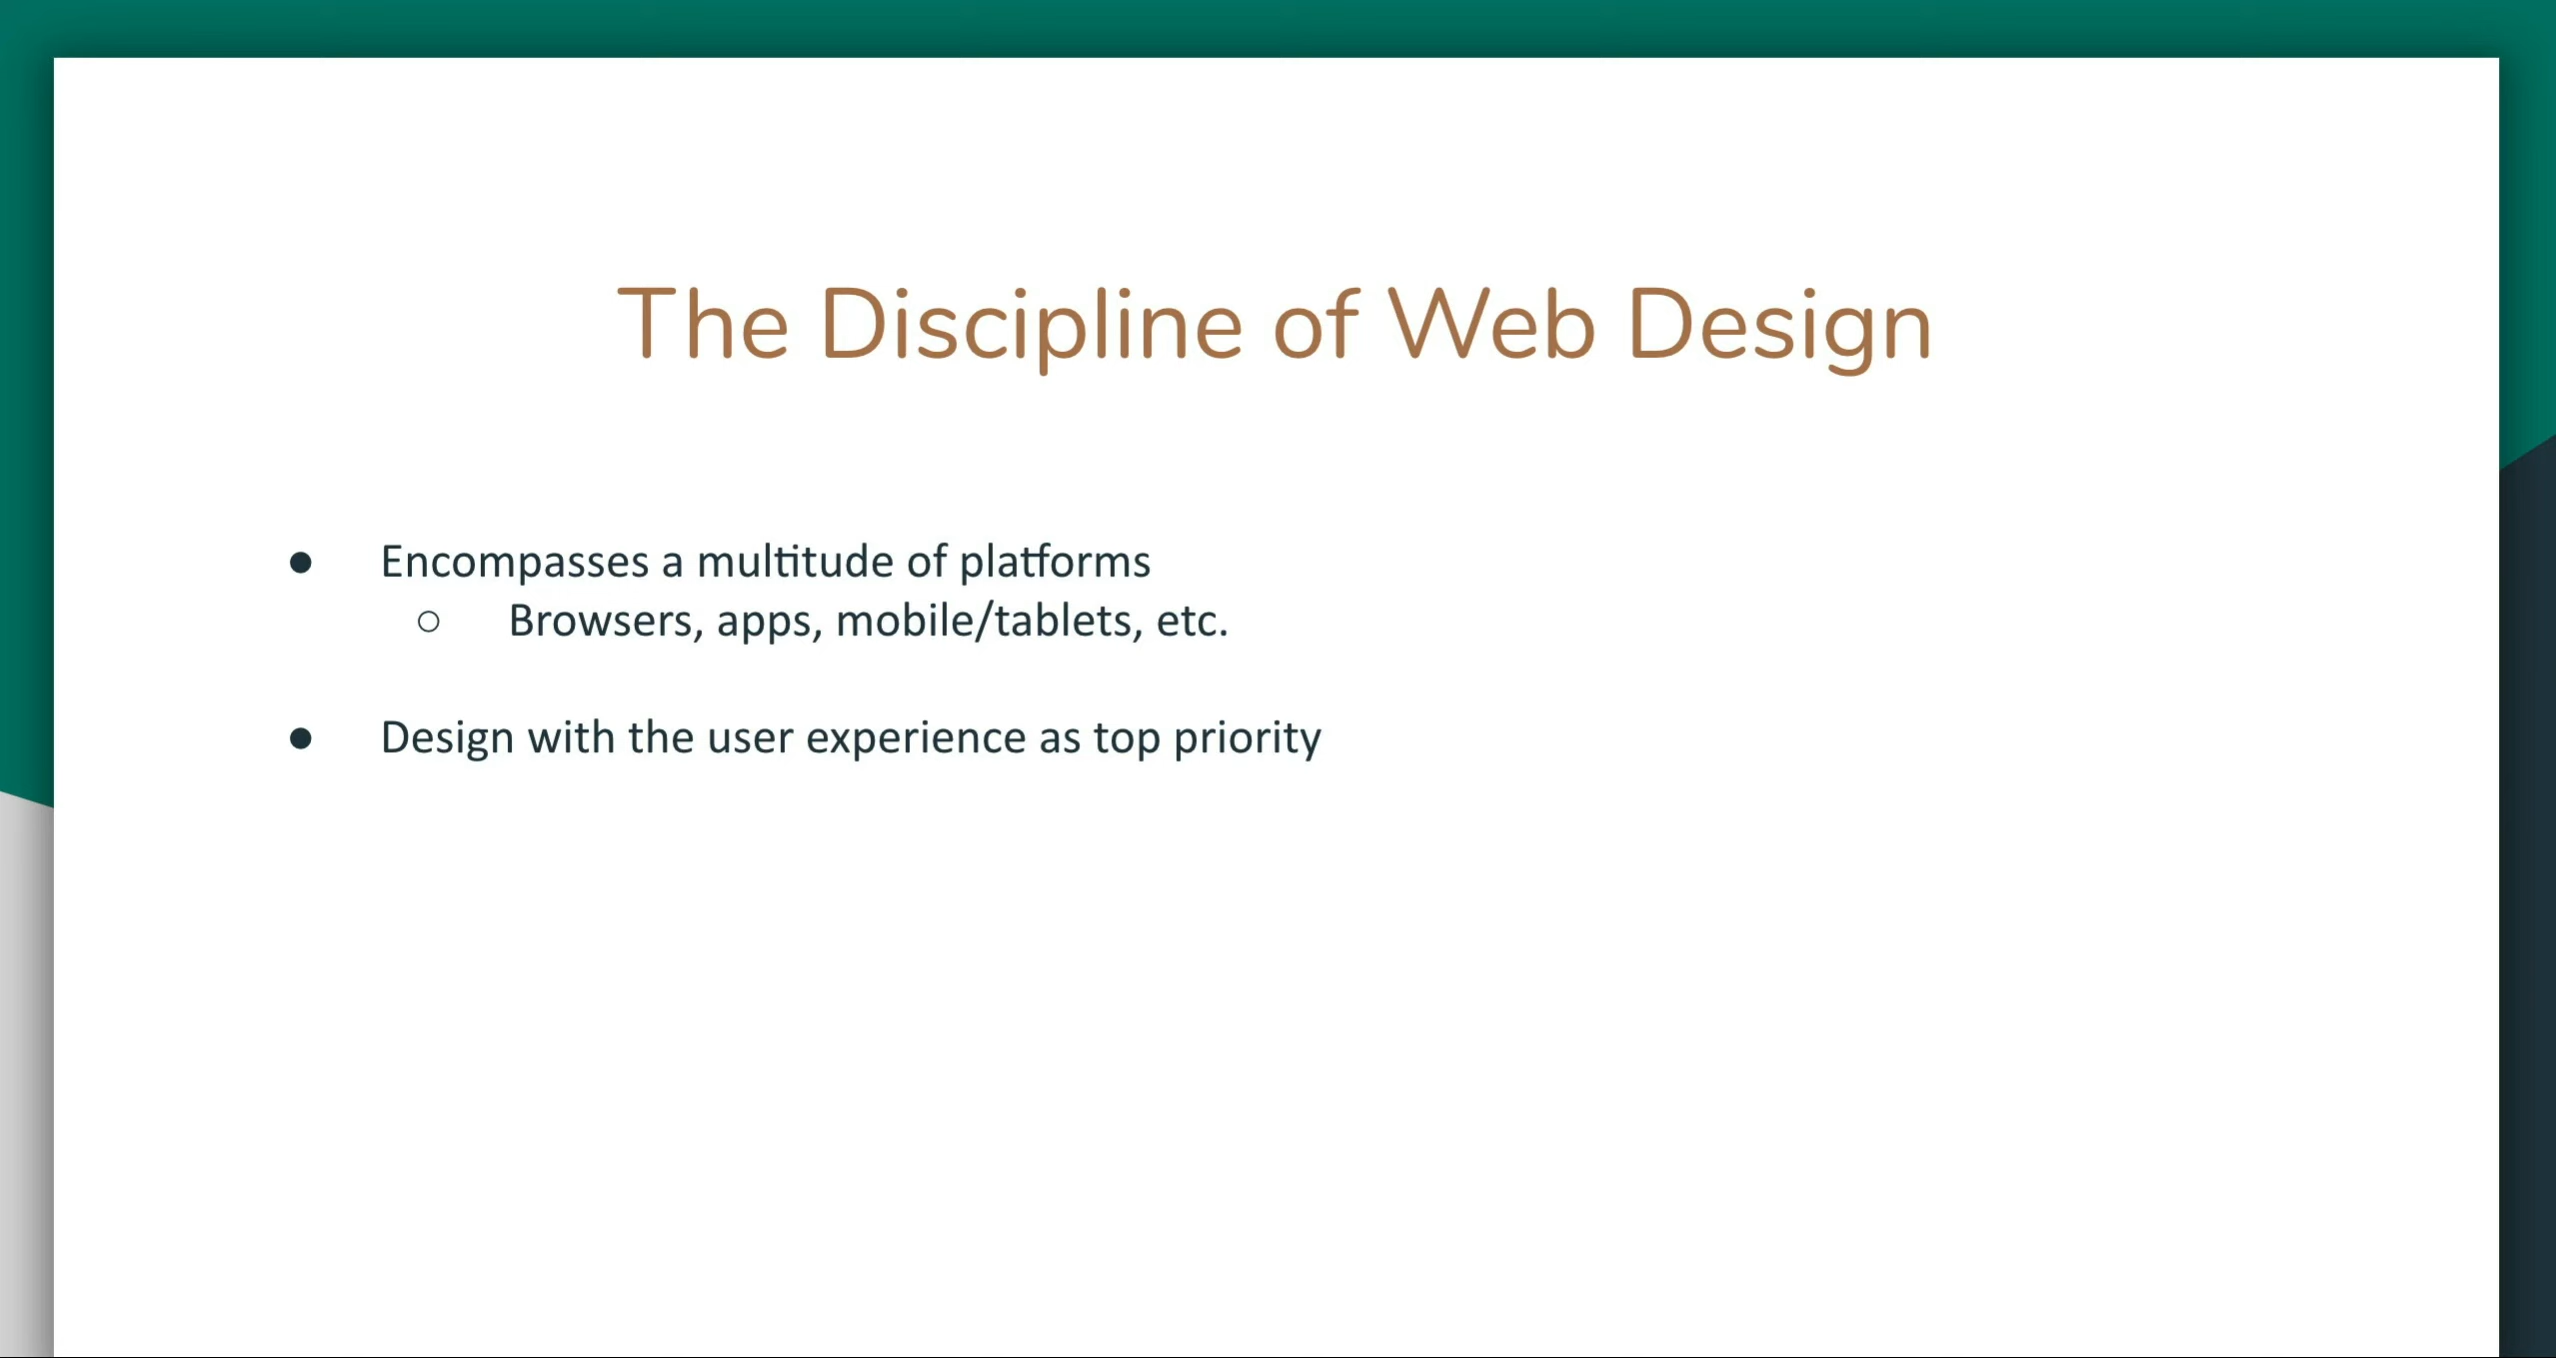 The Discipline of Web Design
● Encompasses a multitude of platforms
○ Browsers, apps, mobile/tablets, etc.
● Design with the user experience as top priority